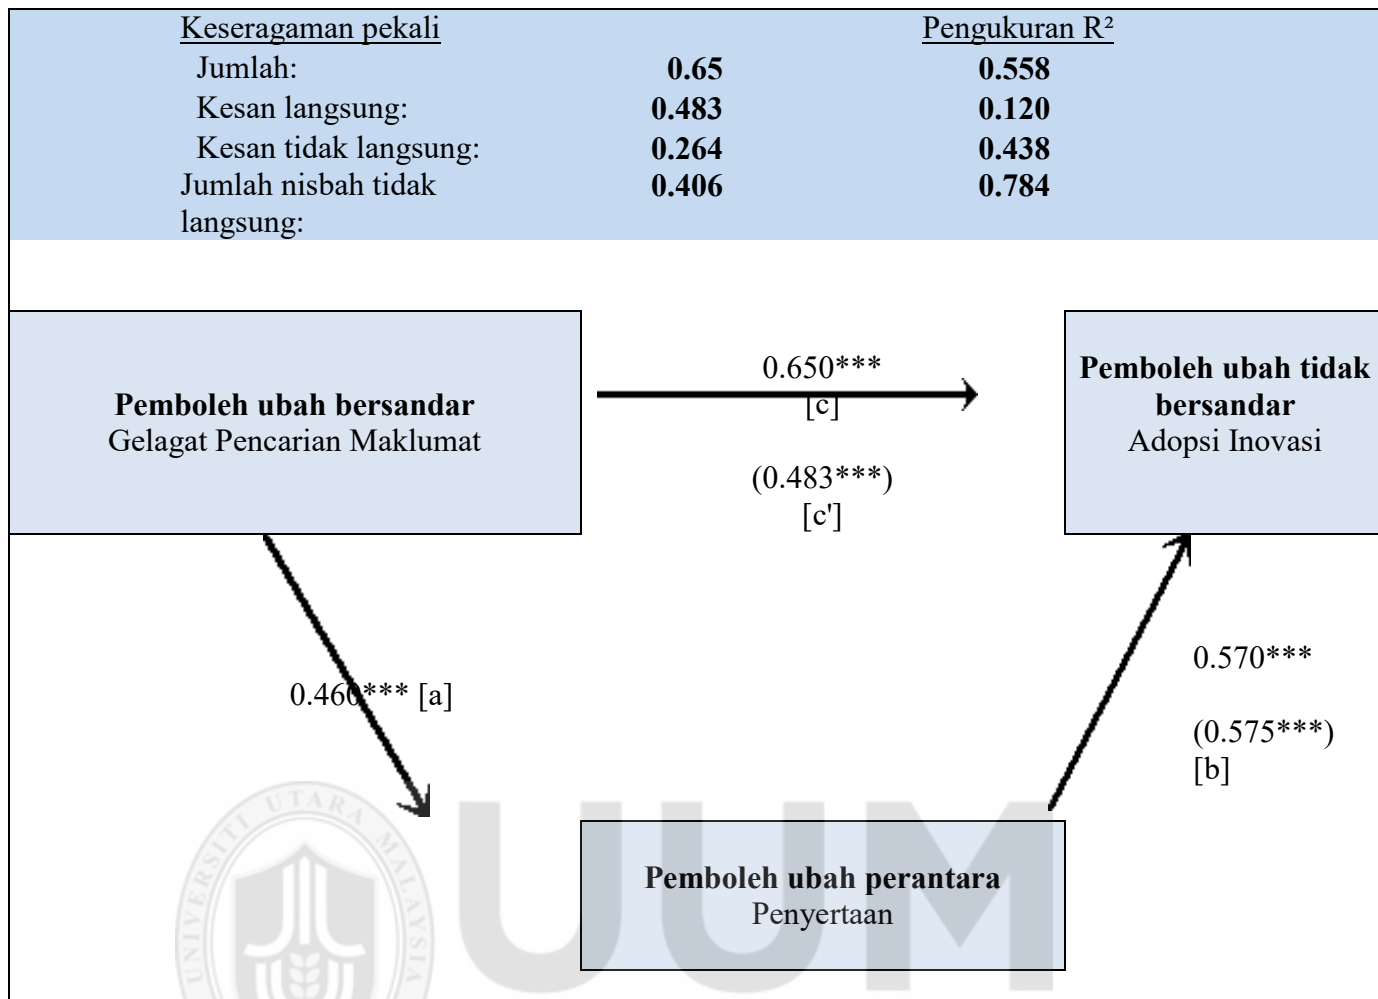 Keseragaman pekali Pengukuran R²
Jumlah: 0.65 0.558
Kesan langsung: 0.483 0.120
Kesan tidak langsung: 0.264 0.438
Jumlah nisbah tidak 0.406 0.784
langsung:
Pemboleh ubah bersandar
Gelagat Pencarian Maklumat
0.650***
[c]
(0.483***)
[c']
Pemboleh ubah tidak
bersandar
Adopsi Inovasi
0.460*** [a]
0.570***
(0.575***)
[b]
Pemboleh ubah perantara
Penyertaan
UNIVERSITI UTARA MALAYSIA
UUM